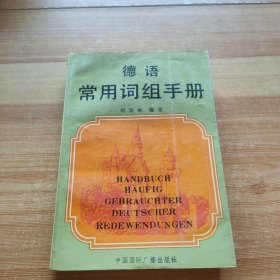 德语
常用词组手册
编著
HANDBUCH
HÄUFIG
GEBRAUCHTER
DEUTSCHER
REDEWENDUNGEN
中国国际广播出版社